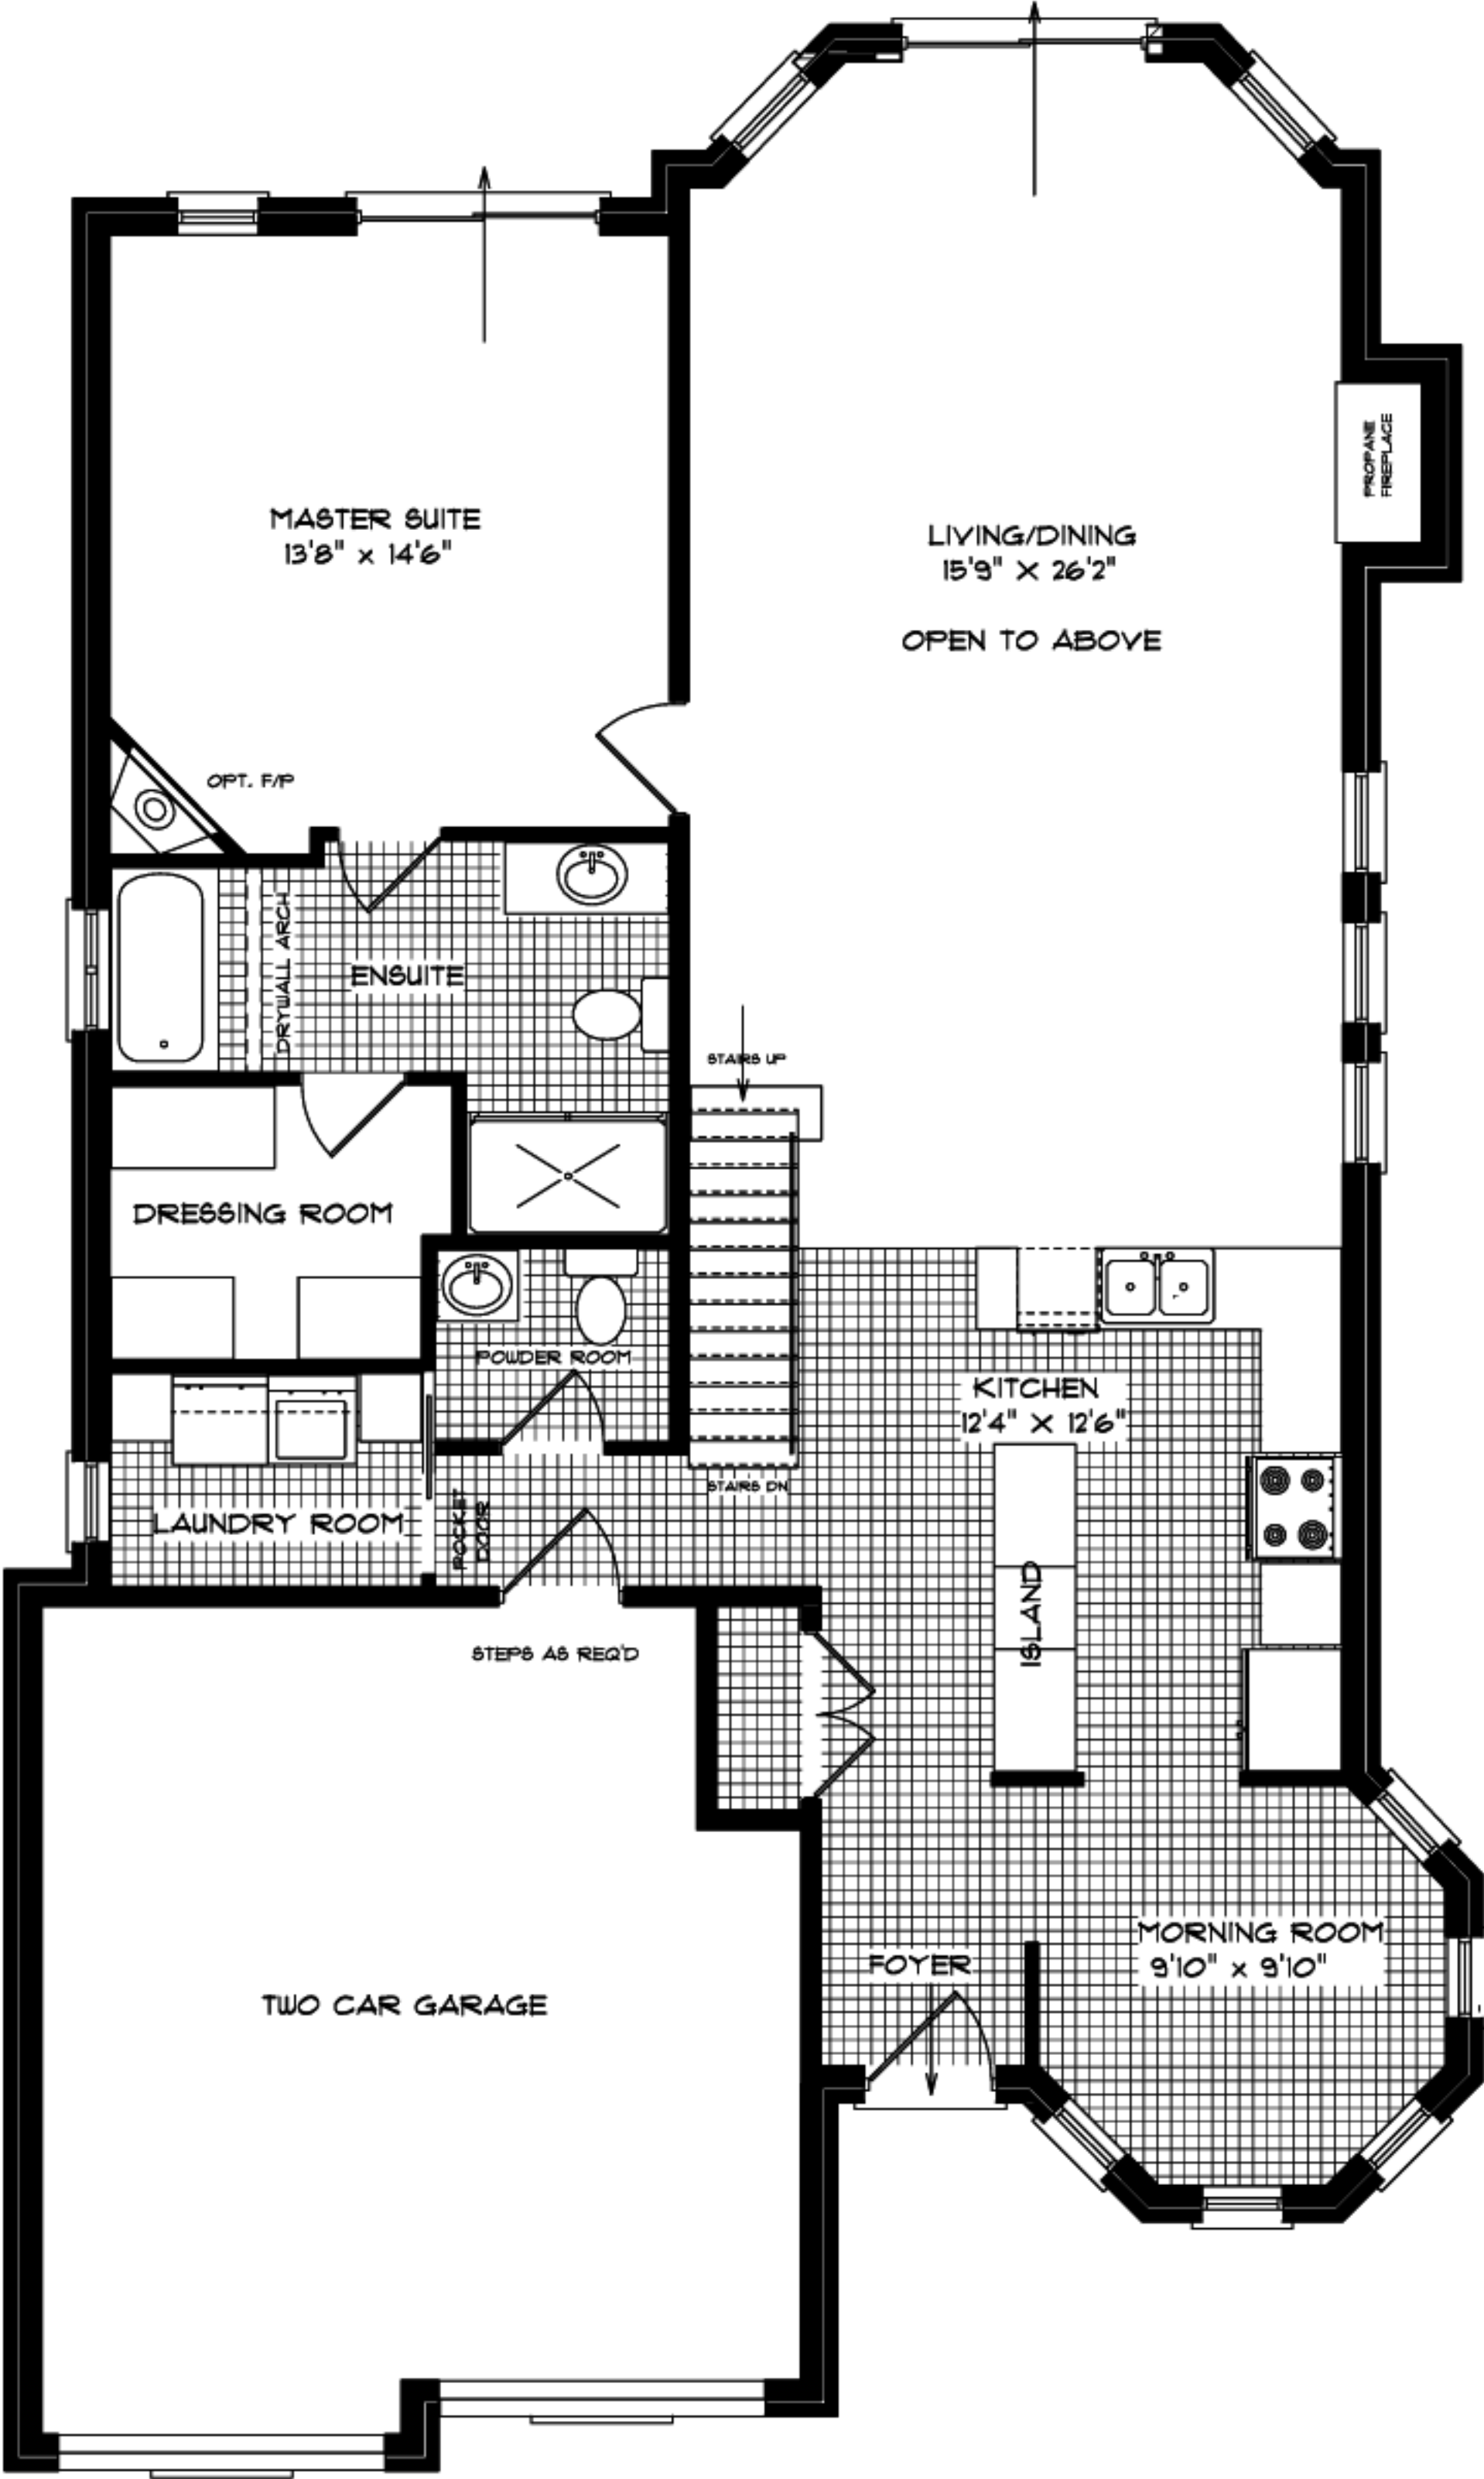 MASTER SUITE
13'8" x 14'6"
LIVING/DINING
15'9" X 26'2"
OPEN TO ABOVE
PROPANE
FIREPLACE
OPT. F/P
DRYWALL ARCH
ENSUITE
STAIRS UP
DRESSING ROOM
POWDER ROOM
KITCHEN
12'4" X 12'6"
STAIRS DN
LAUNDRY ROOM
POCKET
DOOR
ISLAND
STEPS AS REQ'D
MORNING ROOM
9'10" x 9'10"
FOYER
TWO CAR GARAGE